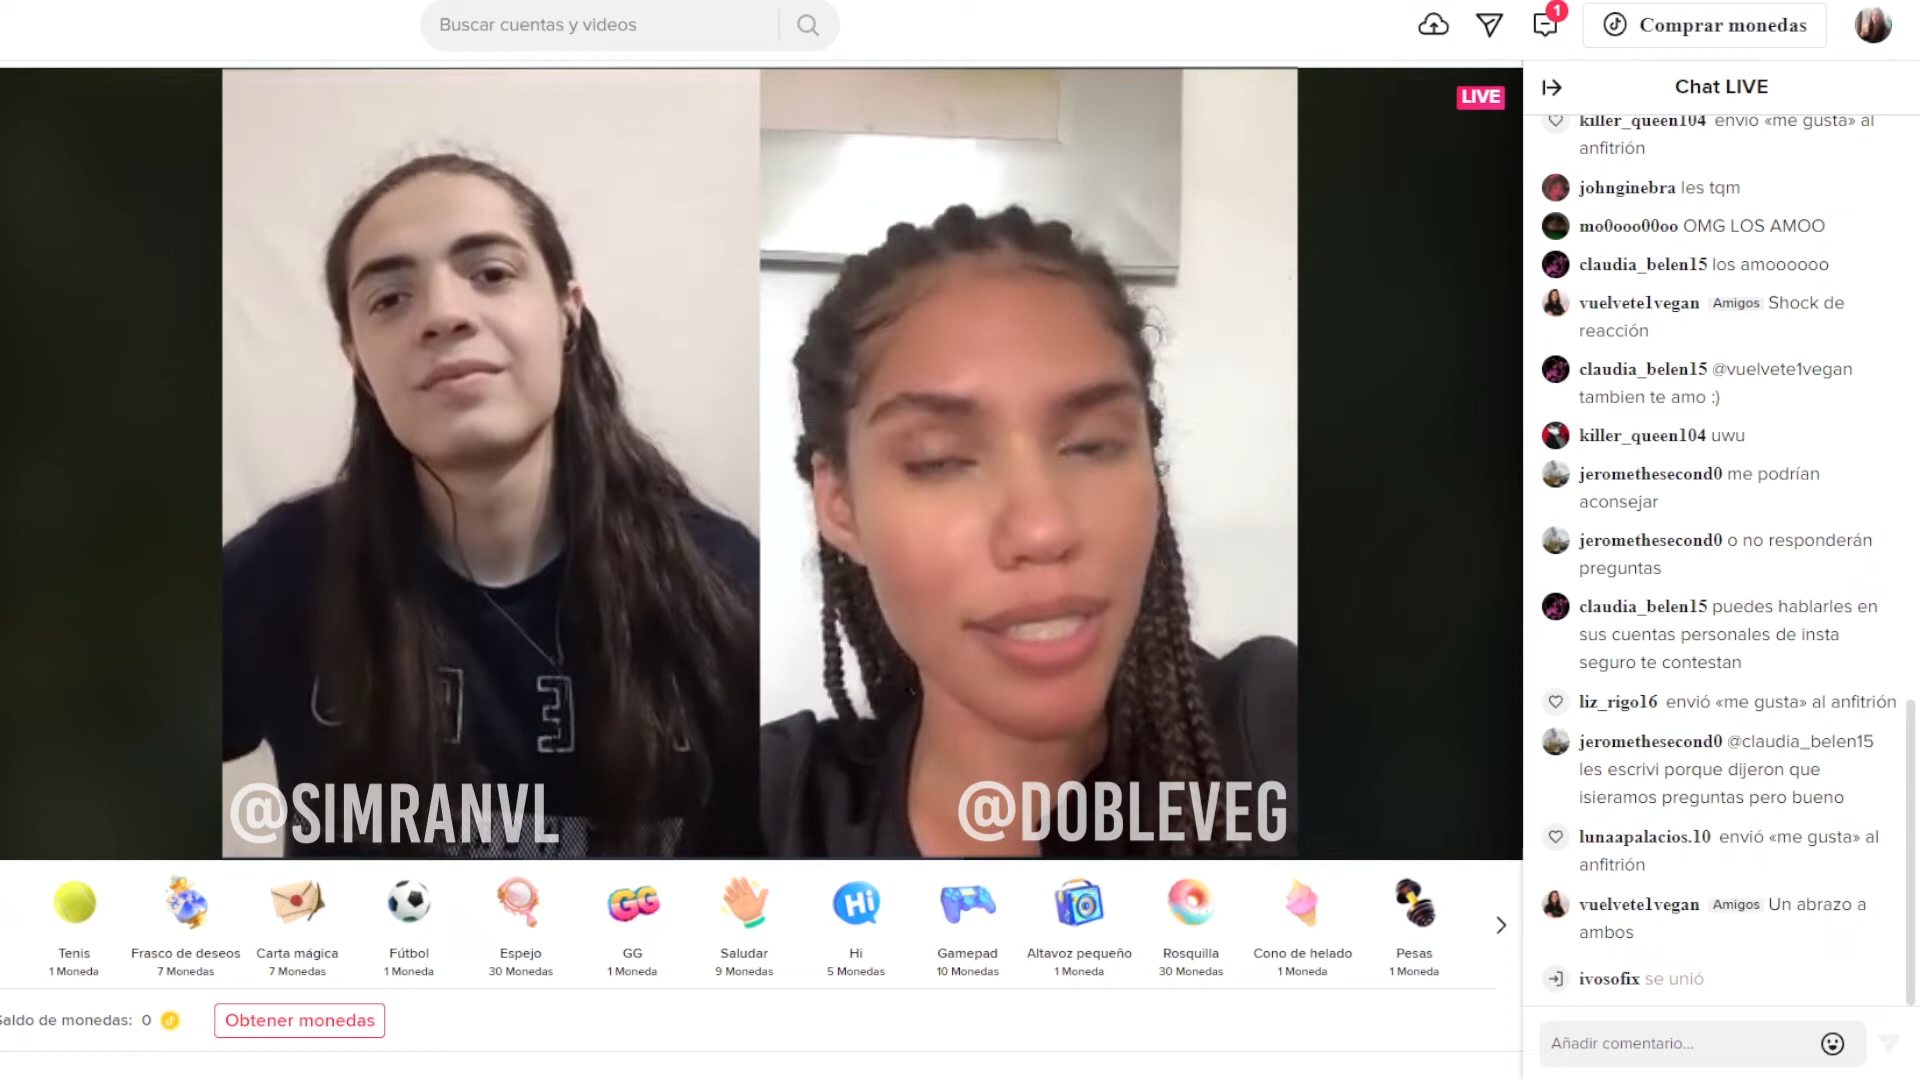 Buscar cuentas y videos
1
Comprar monedas
LIVE
Chat LIVE
killer_queen104 envió «me gusta» al
anfitrión
johnginebra les tqm
mo0ooo00oo OMG LOS AMOO
claudia_belen15 los amoooooo
vuelvete1vegan Amigos Shock de
reacción
claudia_belen15 @vuelvete1vegan
tambien te amo :)
killer_queen104 uwu
jeromethesecond0 me podrían
aconsejar
jeromethesecond0 o no responderán
preguntas
claudia_belen15 puedes hablarles en
sus cuentas personales de insta
seguro te contestan
liz_rigo16 envió «me gusta» al anfitrión
jeromethesecond0 @claudia_belen15
les escrivi porque dijeron que
isieramos preguntas pero bueno
lunaapalacios.10 envió «me gusta» al
anfitrión
vuelvete1vegan Amigos Un abrazo a
ambos
ivosofix se unió
Añadir comentario...
@SIMRANVL
@DOBLEVEG
GG
Hi
Tenis
1 Moneda
Frasco de deseos
7 Monedas
Carta mágica
7 Monedas
Fútbol
1 Moneda
Espejo
30 Monedas
GG
1 Moneda
Saludar
9 Monedas
Hi
5 Monedas
Gamepad
10 Monedas
Altavoz pequeño
1 Moneda
Rosquilla
30 Monedas
Cono de helado
1 Moneda
Pesas
1 Moneda
Saldo de monedas: 0
Obtener monedas